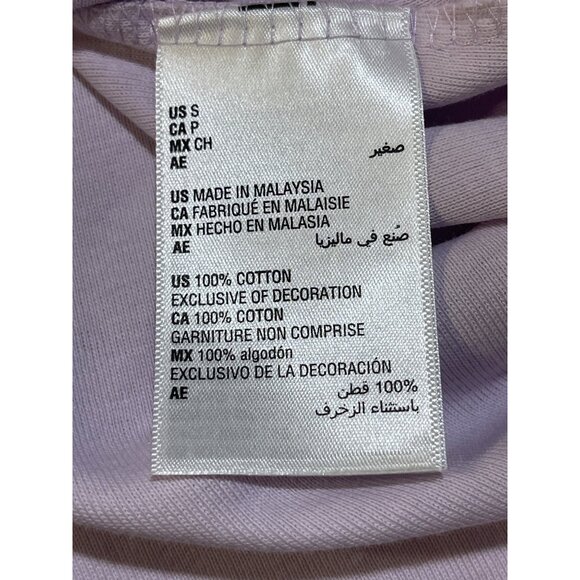 US S
CA P
MX CH
AE صغير
US MADE IN MALAYSIA
CA FABRIQUÉ EN MALAISIE
MX HECHO EN MALASIA
AE صُنع في ماليزيا
US 100% COTTON
EXCLUSIVE OF DECORATION
CA 100% COTON
GARNITURE NON COMPRISE
MX 100% algodón
EXCLUSIVO DE LA DECORACIÓN
AE 100% قطن
باستثناء الزخرف